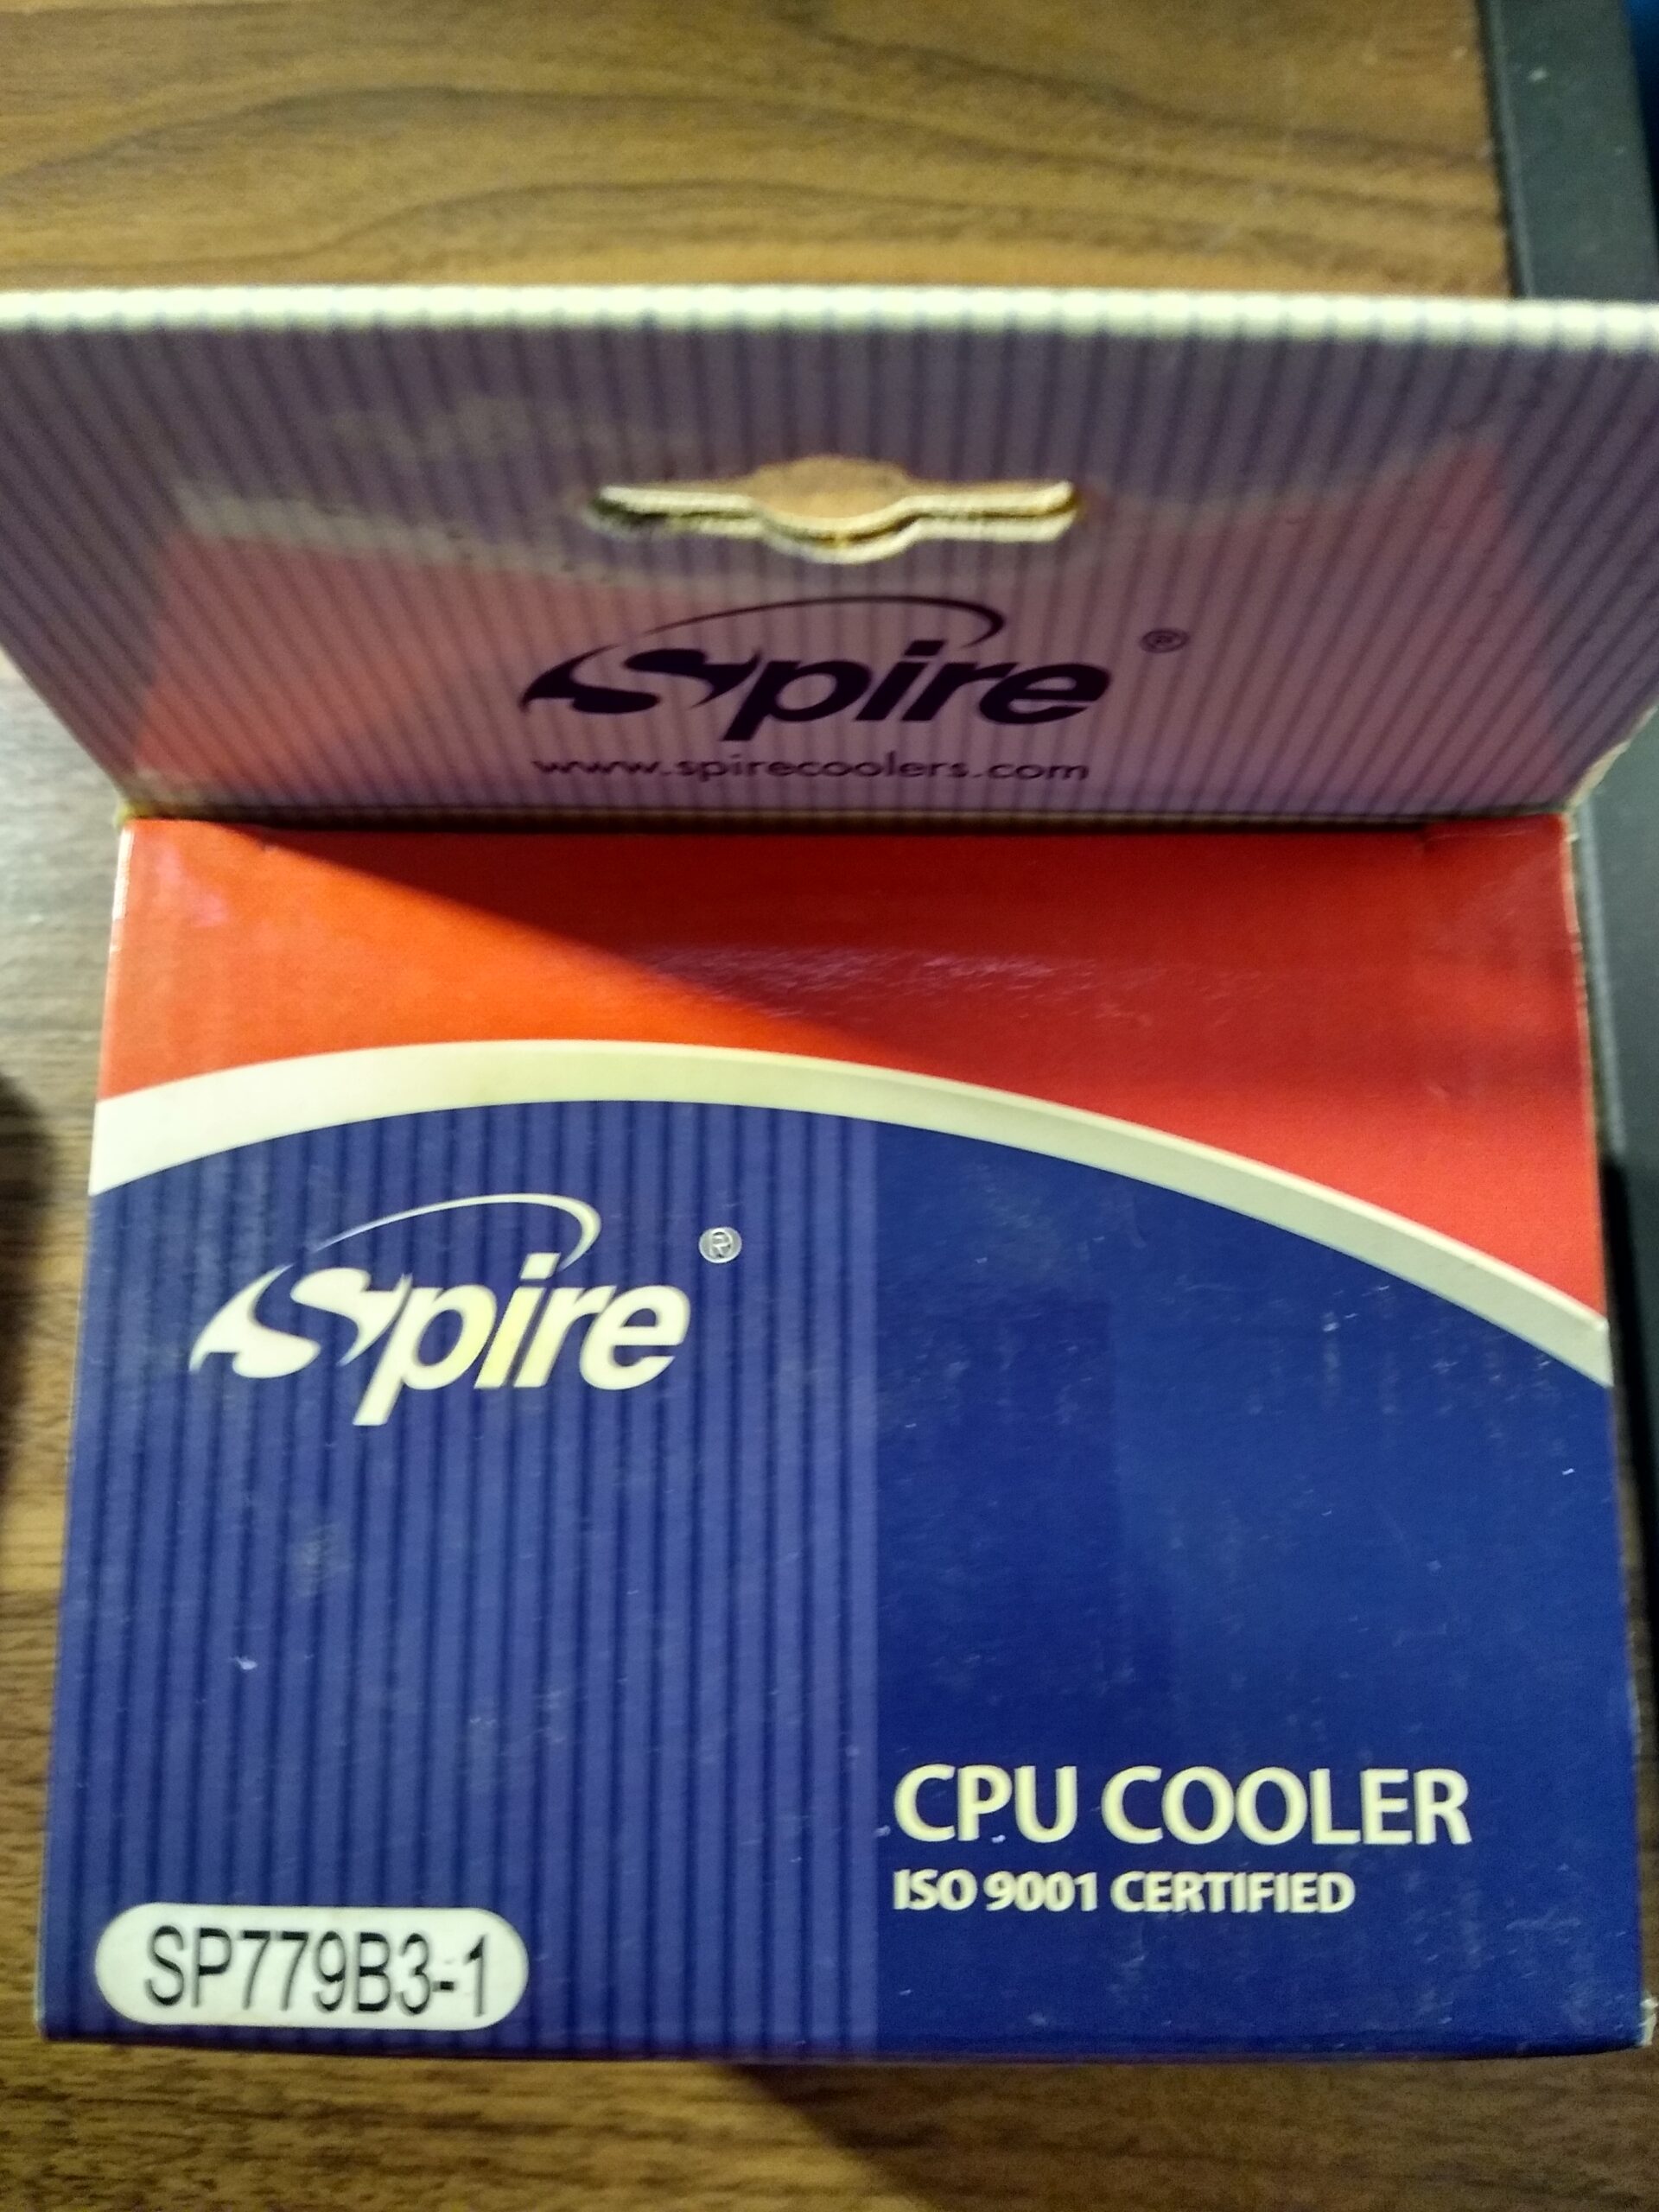 Spire ®
www.spirecoolers.com
Spire ®
CPU COOLER
ISO 9001 CERTIFIED
SP779B3-1